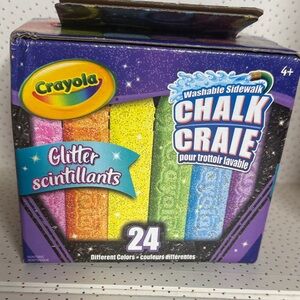 Crayola
4+
Washable Sidewalk
CHALK
CRAIE
pour trottoir lavable
Glitter
scintillants
24
Different Colors • couleurs différentes